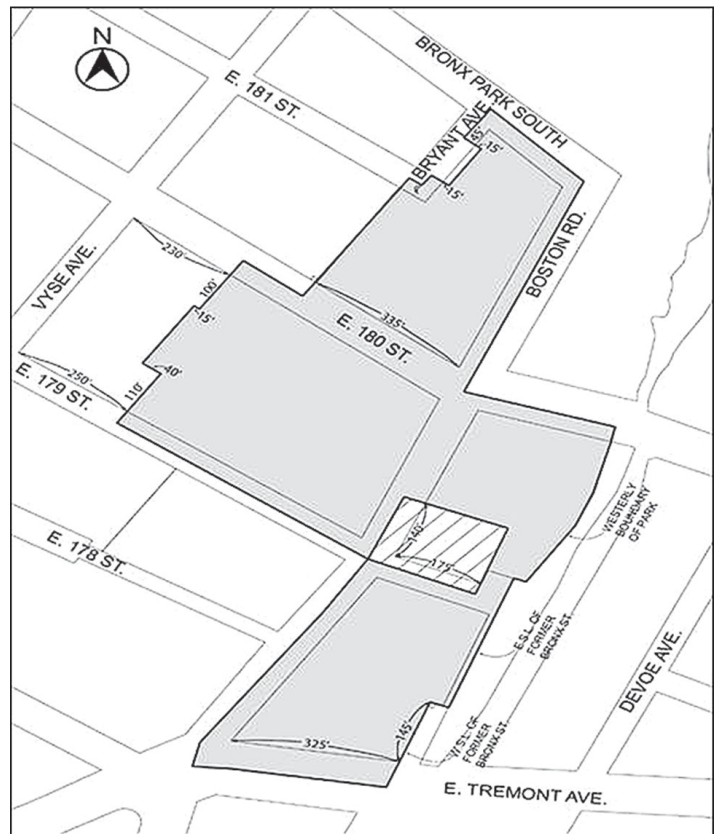 N
BRONX PARK SOUTH
E. 181 ST.
BRYANT AVE
45'
15'
15'
BOSTON RD.
VYSE AVE.
230'
100'
15'
335'
E. 180 ST.
40'
250'
110'
E. 179 ST.
WESTERLY
BOUNDARY
OF PARK
140'
175'
E. 178 ST.
E.S.L. OF
FORMER
BRONX ST.
DEVOE AVE.
145'
W.S.L. OF
FORMER
BRONX ST.
325'
E. TREMONT AVE.